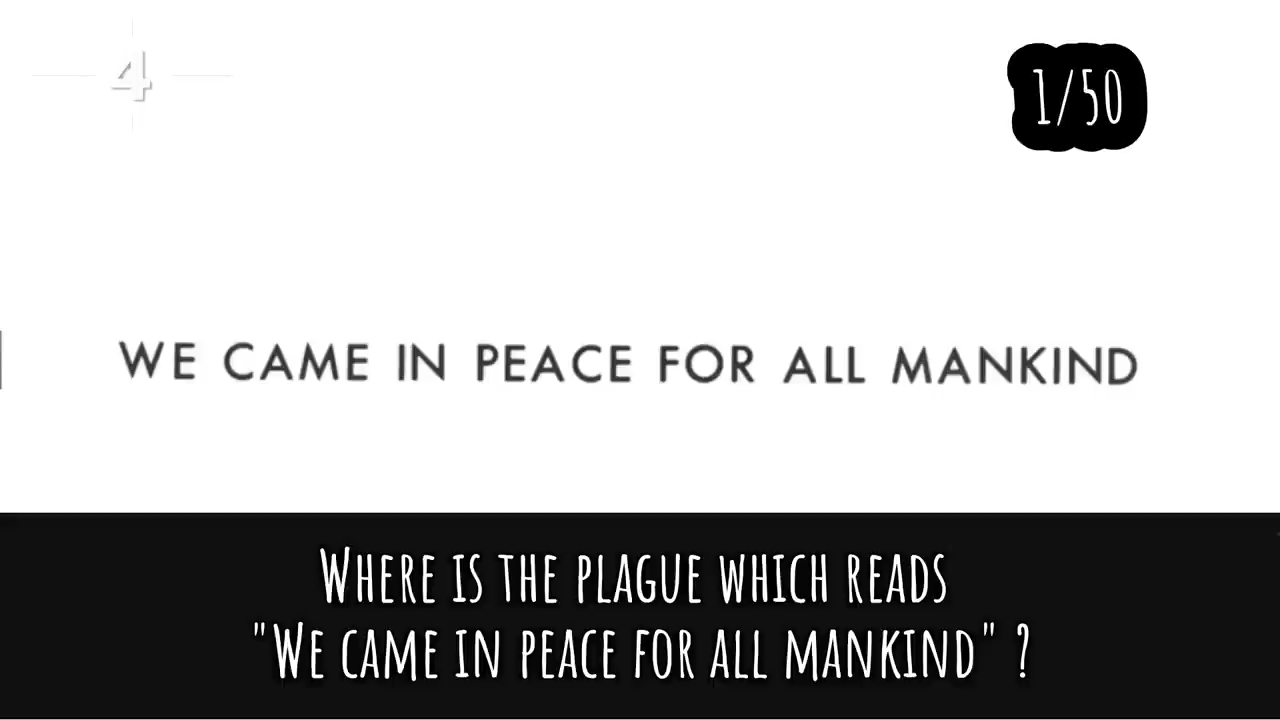 4
1/50
WE CAME IN PEACE FOR ALL MANKIND
Where is the plague which reads
"We came in peace for all mankind" ?